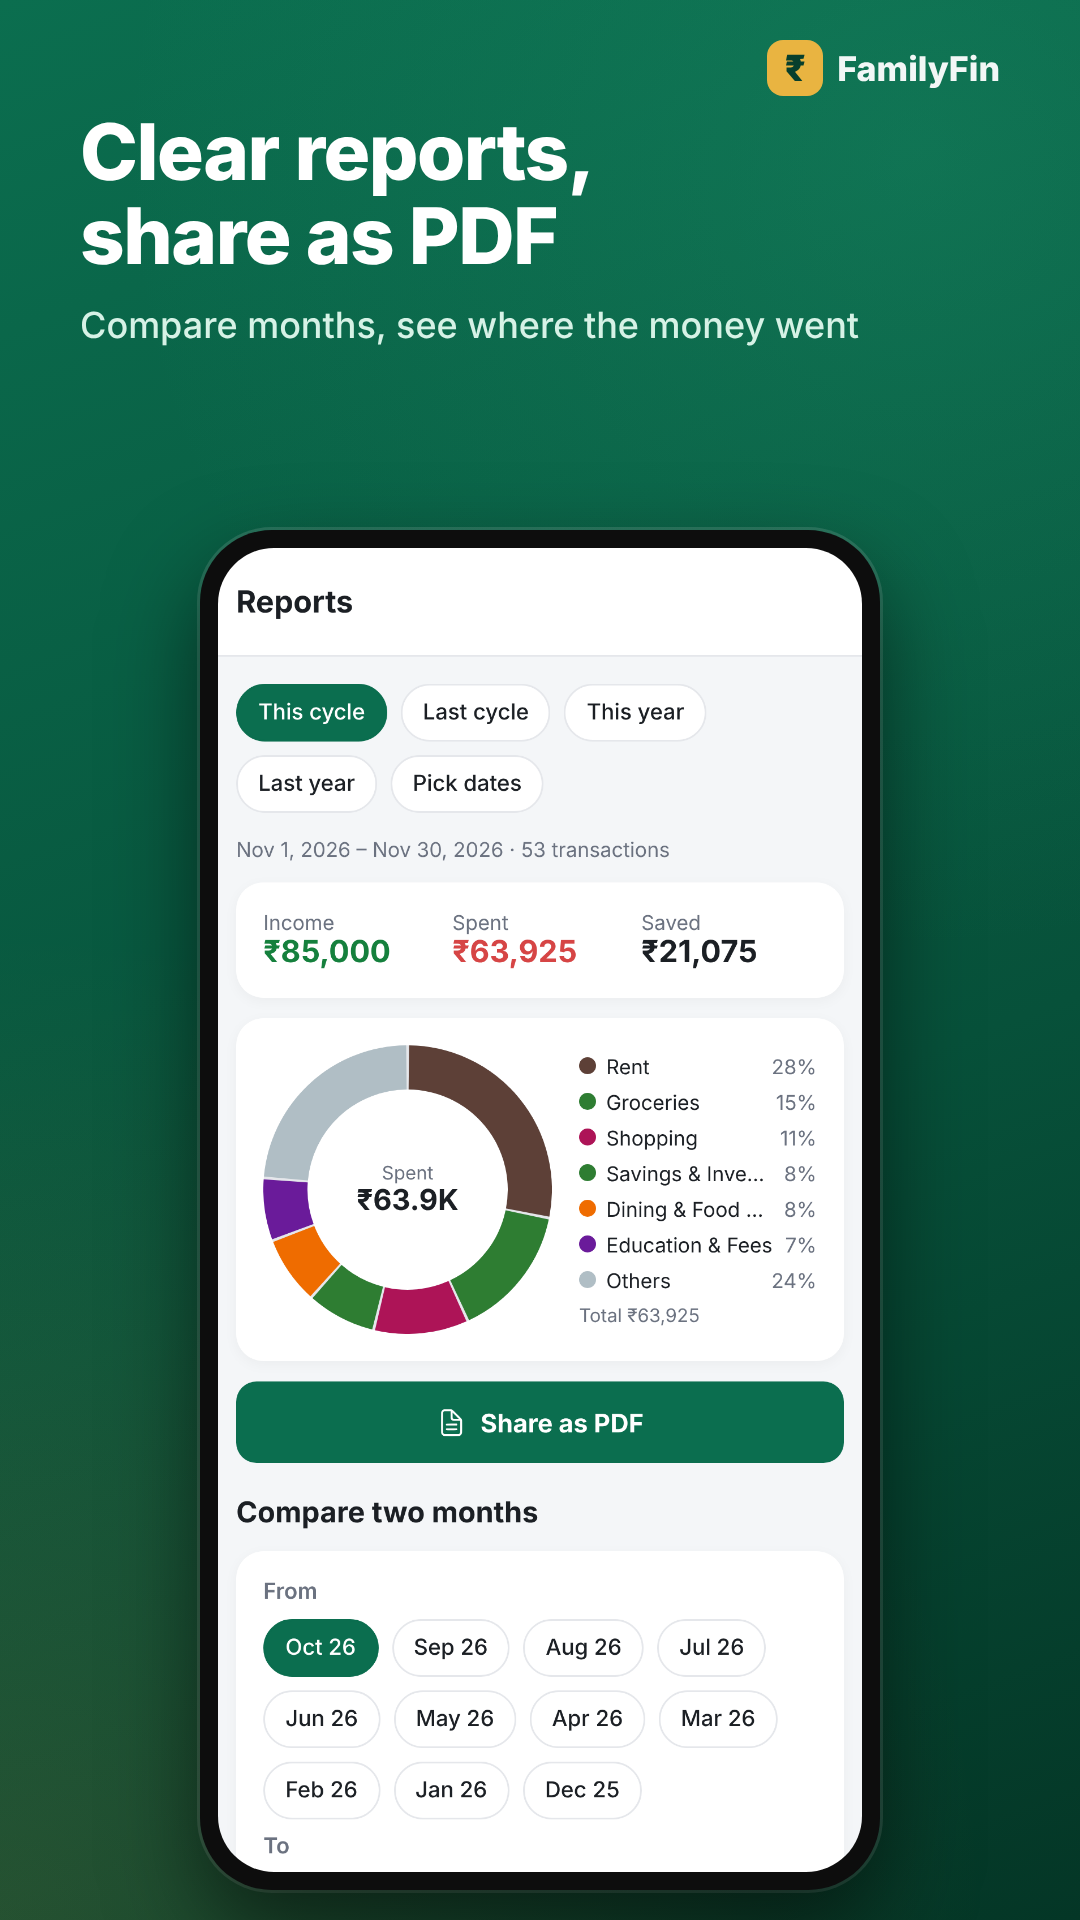 ₹ FamilyFin
Clear reports,
share as PDF
Compare months, see where the money went
Reports
This cycle Last cycle This year
Last year Pick dates
Nov 1, 2026 – Nov 30, 2026 · 53 transactions
Income Spent Saved
₹85,000 ₹63,925 ₹21,075
Spent
₹63.9K
Rent 28%
Groceries 15%
Shopping 11%
Savings & Inve... 8%
Dining & Food ... 8%
Education & Fees 7%
Others 24%
Total ₹63,925
Share as PDF
Compare two months
From
Oct 26 Sep 26 Aug 26 Jul 26
Jun 26 May 26 Apr 26 Mar 26
Feb 26 Jan 26 Dec 25
To